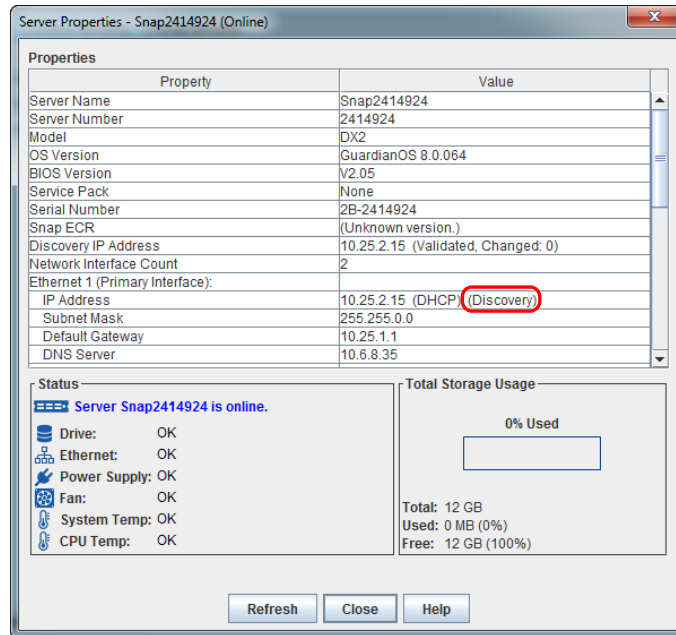 Server Properties - Snap2414924 (Online)
Properties
Property Value
Server Name Snap2414924
Server Number 2414924
Model DX2
OS Version GuardianOS 8.0.064
BIOS Version V2.05
Service Pack None
Serial Number 2B-2414924
Snap ECR (Unknown version.)
Discovery IP Address 10.25.2.15 (Validated, Changed: 0)
Network Interface Count 2
Ethernet 1 (Primary Interface):
IP Address 10.25.2.15 (DHCP) (Discovery)
Subnet Mask 255.255.0.0
Default Gateway 10.25.1.1
DNS Server 10.6.8.35
Status
Server Snap2414924 is online.
Drive: OK
Ethernet: OK
Power Supply: OK
Fan: OK
System Temp: OK
CPU Temp: OK
Total Storage Usage
0% Used
Total: 12 GB
Used: 0 MB (0%)
Free: 12 GB (100%)
Refresh Close Help